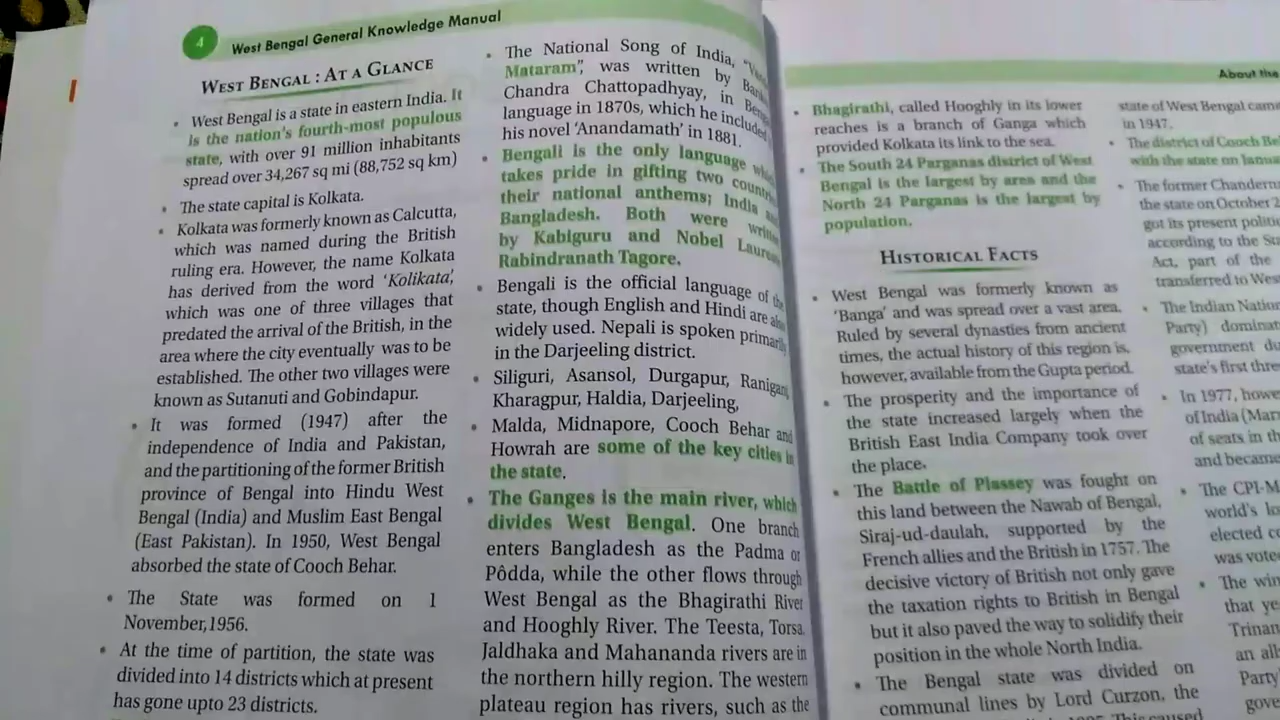 4 West Bengal General Knowledge Manual
WEST BENGAL : AT A GLANCE
• West Bengal is a state in eastern India. It
is the nation's fourth-most populous
state, with over 91 million inhabitants
spread over 34,267 sq mi (88,752 sq km)
• The state capital is Kolkata.
• Kolkata was formerly known as Calcutta,
which was named during the British
ruling era. However, the name Kolkata
has derived from the word 'Kolikata',
which was one of three villages that
predated the arrival of the British, in the
area where the city eventually was to be
established. The other two villages were
known as Sutanuti and Gobindapur.
• It was formed (1947) after the
independence of India and Pakistan,
and the partitioning of the former British
province of Bengal into Hindu West
Bengal (India) and Muslim East Bengal
(East Pakistan). In 1950, West Bengal
absorbed the state of Cooch Behar.
• The State was formed on 1
November,1956.
• At the time of partition, the state was
divided into 14 districts which at present
has gone upto 23 districts.
• The National Song of India,
Mataram", was written by
Chandra Chattopadhyay, in
language in 1870s, which he included
his novel 'Anandamath' in 1881.
• Bengali is the only language
takes pride in gifting two
their national anthems; India
Bangladesh. Both were
by Kabiguru and Nobel
Rabindranath Tagore.
• Bengali is the official language of the
state, though English and Hindi are also
widely used. Nepali is spoken primarily
in the Darjeeling district.
• Siliguri, Asansol, Durgapur,
Kharagpur, Haldia, Darjeeling,
• Malda, Midnapore, Cooch Behar and
Howrah are some of the key cities in
the state.
• The Ganges is the main river, which
divides West Bengal. One branch
enters Bangladesh as the Padma or
Pôdda, while the other flows through
West Bengal as the Bhagirathi River
and Hooghly River. The Teesta, Torsa,
Jaldhaka and Mahananda rivers are in
the northern hilly region. The western
plateau region has rivers, such as the
About the
• Bhagirathi, called Hooghly in its lower
reaches is a branch of Ganga which
provided Kolkata its link to the sea.
• The South 24 Parganas district of West
Bengal is the largest by area and the
North 24 Parganas is the largest by
population.
HISTORICAL FACTS
• West Bengal was formerly known as
'Banga' and was spread over a vast area.
Ruled by several dynasties from ancient
times, the actual history of this region is,
however, available from the Gupta period.
• The prosperity and the importance of
the state increased largely when the
British East India Company took over
the place.
• The Battle of Plassey was fought on
this land between the Nawab of Bengal,
Siraj-ud-daulah, supported by the
French allies and the British in 1757. The
decisive victory of British not only gave
the taxation rights to British in Bengal
but it also paved the way to solidify their
position in the whole North India.
• The Bengal state was divided on
communal lines by Lord Curzon, the
This caused
state of West Bengal
in 1947.
• The district of Cooch
with the state on
• The former
the state on October
got its present
according to the
Act, part of the
transferred to
• The Indian
Party)
government
state's first
• In 1977,
of India
of seats in
and became
• The CPI-M
world's
elected
was
• The
that

an
Party